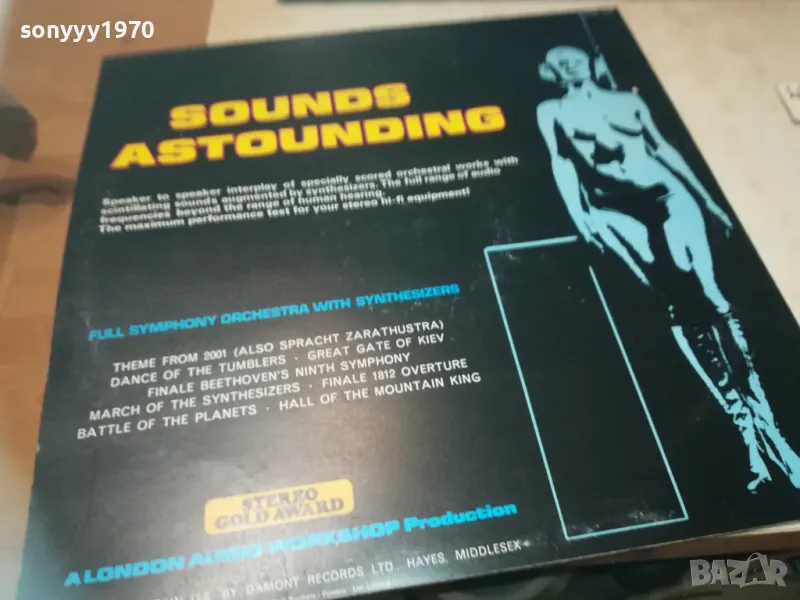 sonyyy1970
SOUNDS
ASTOUNDING
Speaker to speaker interplay of specially scored orchestral works with
scintillating sounds augmented by synthesizers. The full range of audio
frequencies beyond the range of human hearing.
The maximum performance test for your stereo hi-fi equipment!
FULL SYMPHONY ORCHESTRA WITH SYNTHESIZERS
THEME FROM 2001 (ALSO SPRACHT ZARATHUSTRA)
DANCE OF THE TUMBLERS · GREAT GATE OF KIEV
FINALE BEETHOVEN'S NINTH SYMPHONY
MARCH OF THE SYNTHESIZERS · FINALE 1812 OVERTURE
BATTLE OF THE PLANETS · HALL OF THE MOUNTAIN KING
STEREO
GOLD AWARD
A LONDON AUDIO WORKSHOP Production
BY DAMONT RECORDS LTD. HAYES, MIDDLESEX
BAZAR
bazar.bg